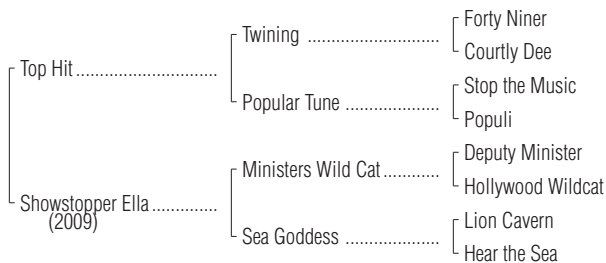 Forty Niner
Twining ............................
Courtly Dee
Top Hit ..............................
Stop the Music
Popular Tune ....................
Populi
Deputy Minister
Ministers Wild Cat ............
Hollywood Wildcat
Showstopper Ella ..............
(2009)
Lion Cavern
Sea Goddess ....................
Hear the Sea